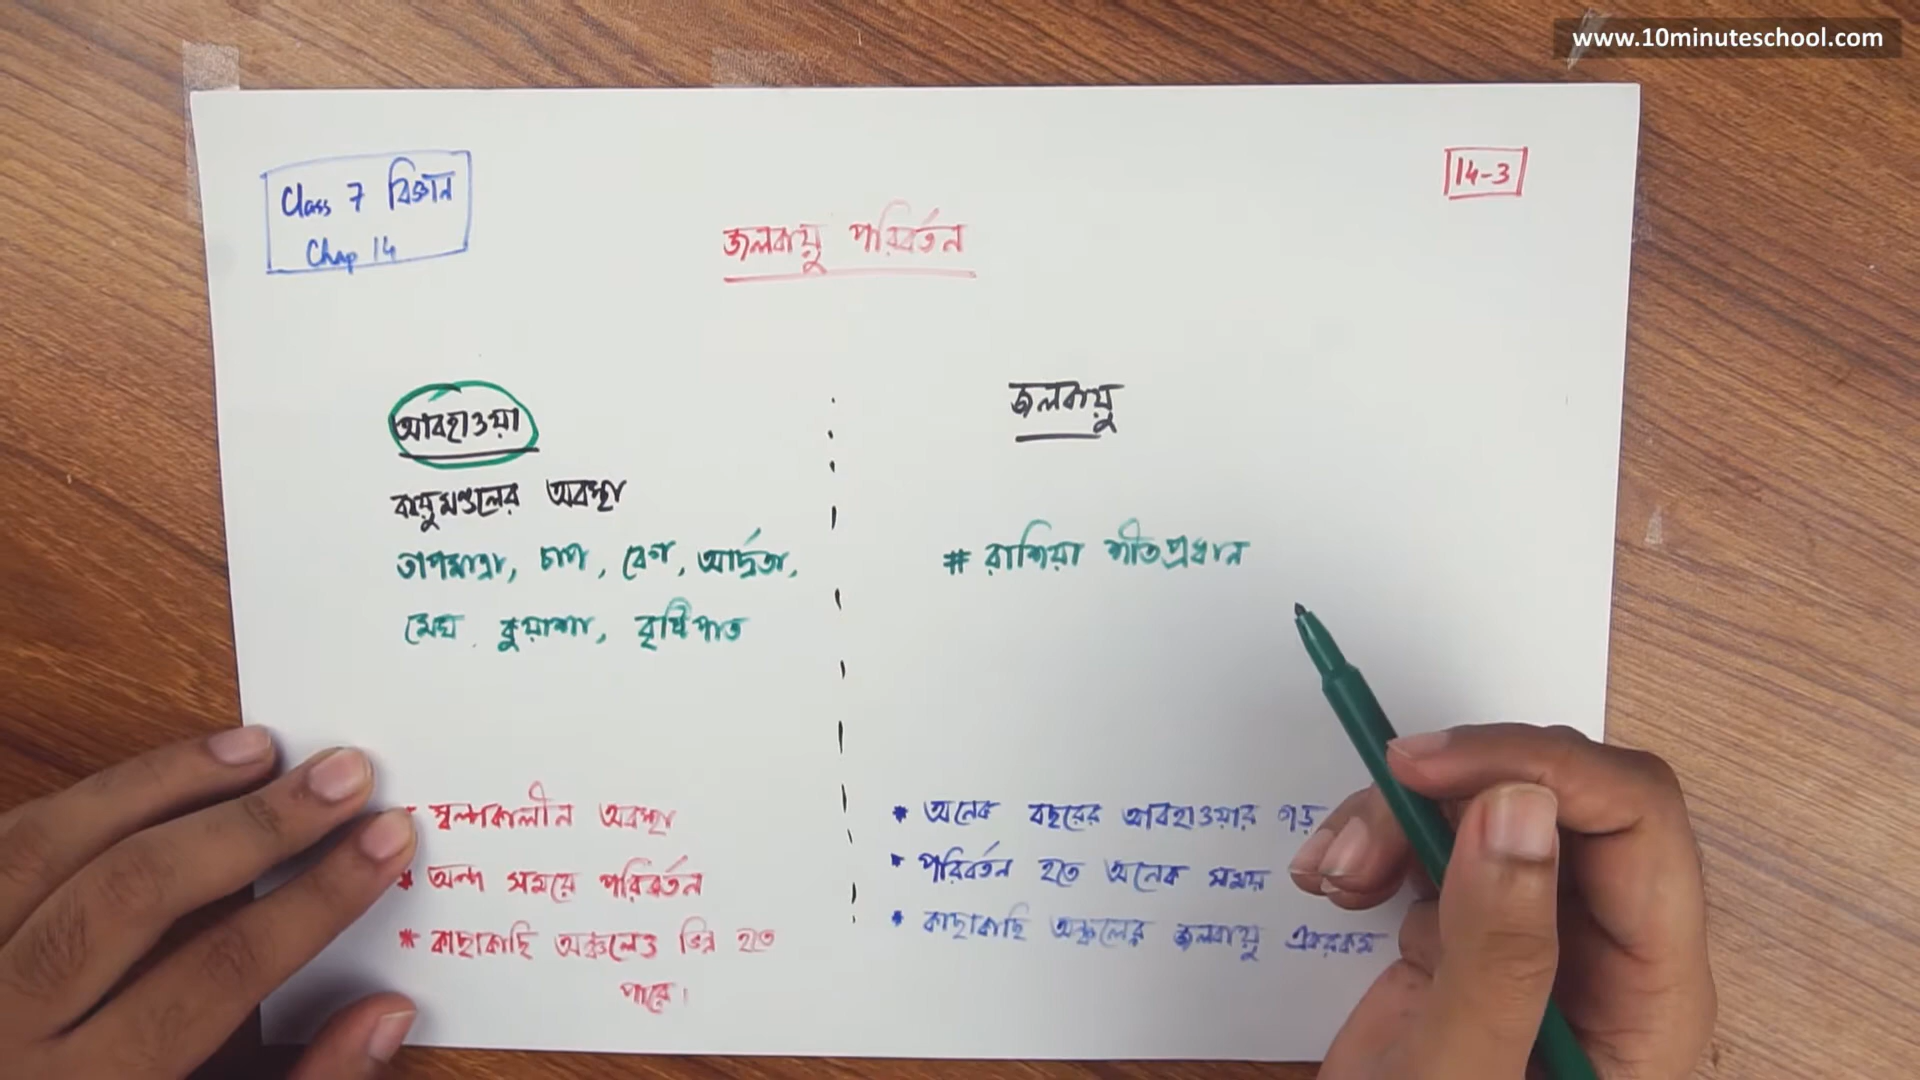 www.10minuteschool.com
Class 7 বিজ্ঞান
Chap 14
14-3
জলবায়ু পরিবর্তন
আবহাওয়া
বায়ুমণ্ডলের অবস্থা
তাপমাত্রা, চাপ, বেগ, আর্দ্রতা,
মেঘ, কুয়াশা, বৃষ্টিপাত
* স্বল্পকালীন অবস্থা
* অল্প সময়ে পরিবর্তন
* কাছাকাছি অঞ্চলেও ভিন্ন হতে
পারে।
জলবায়ু
# রাশিয়া শীতপ্রধান
* অনেক বছরের আবহাওয়ার গড়
* পরিবর্তন হতে অনেক সময়
* কাছাকাছি অঞ্চলের জলবায়ু একরকম